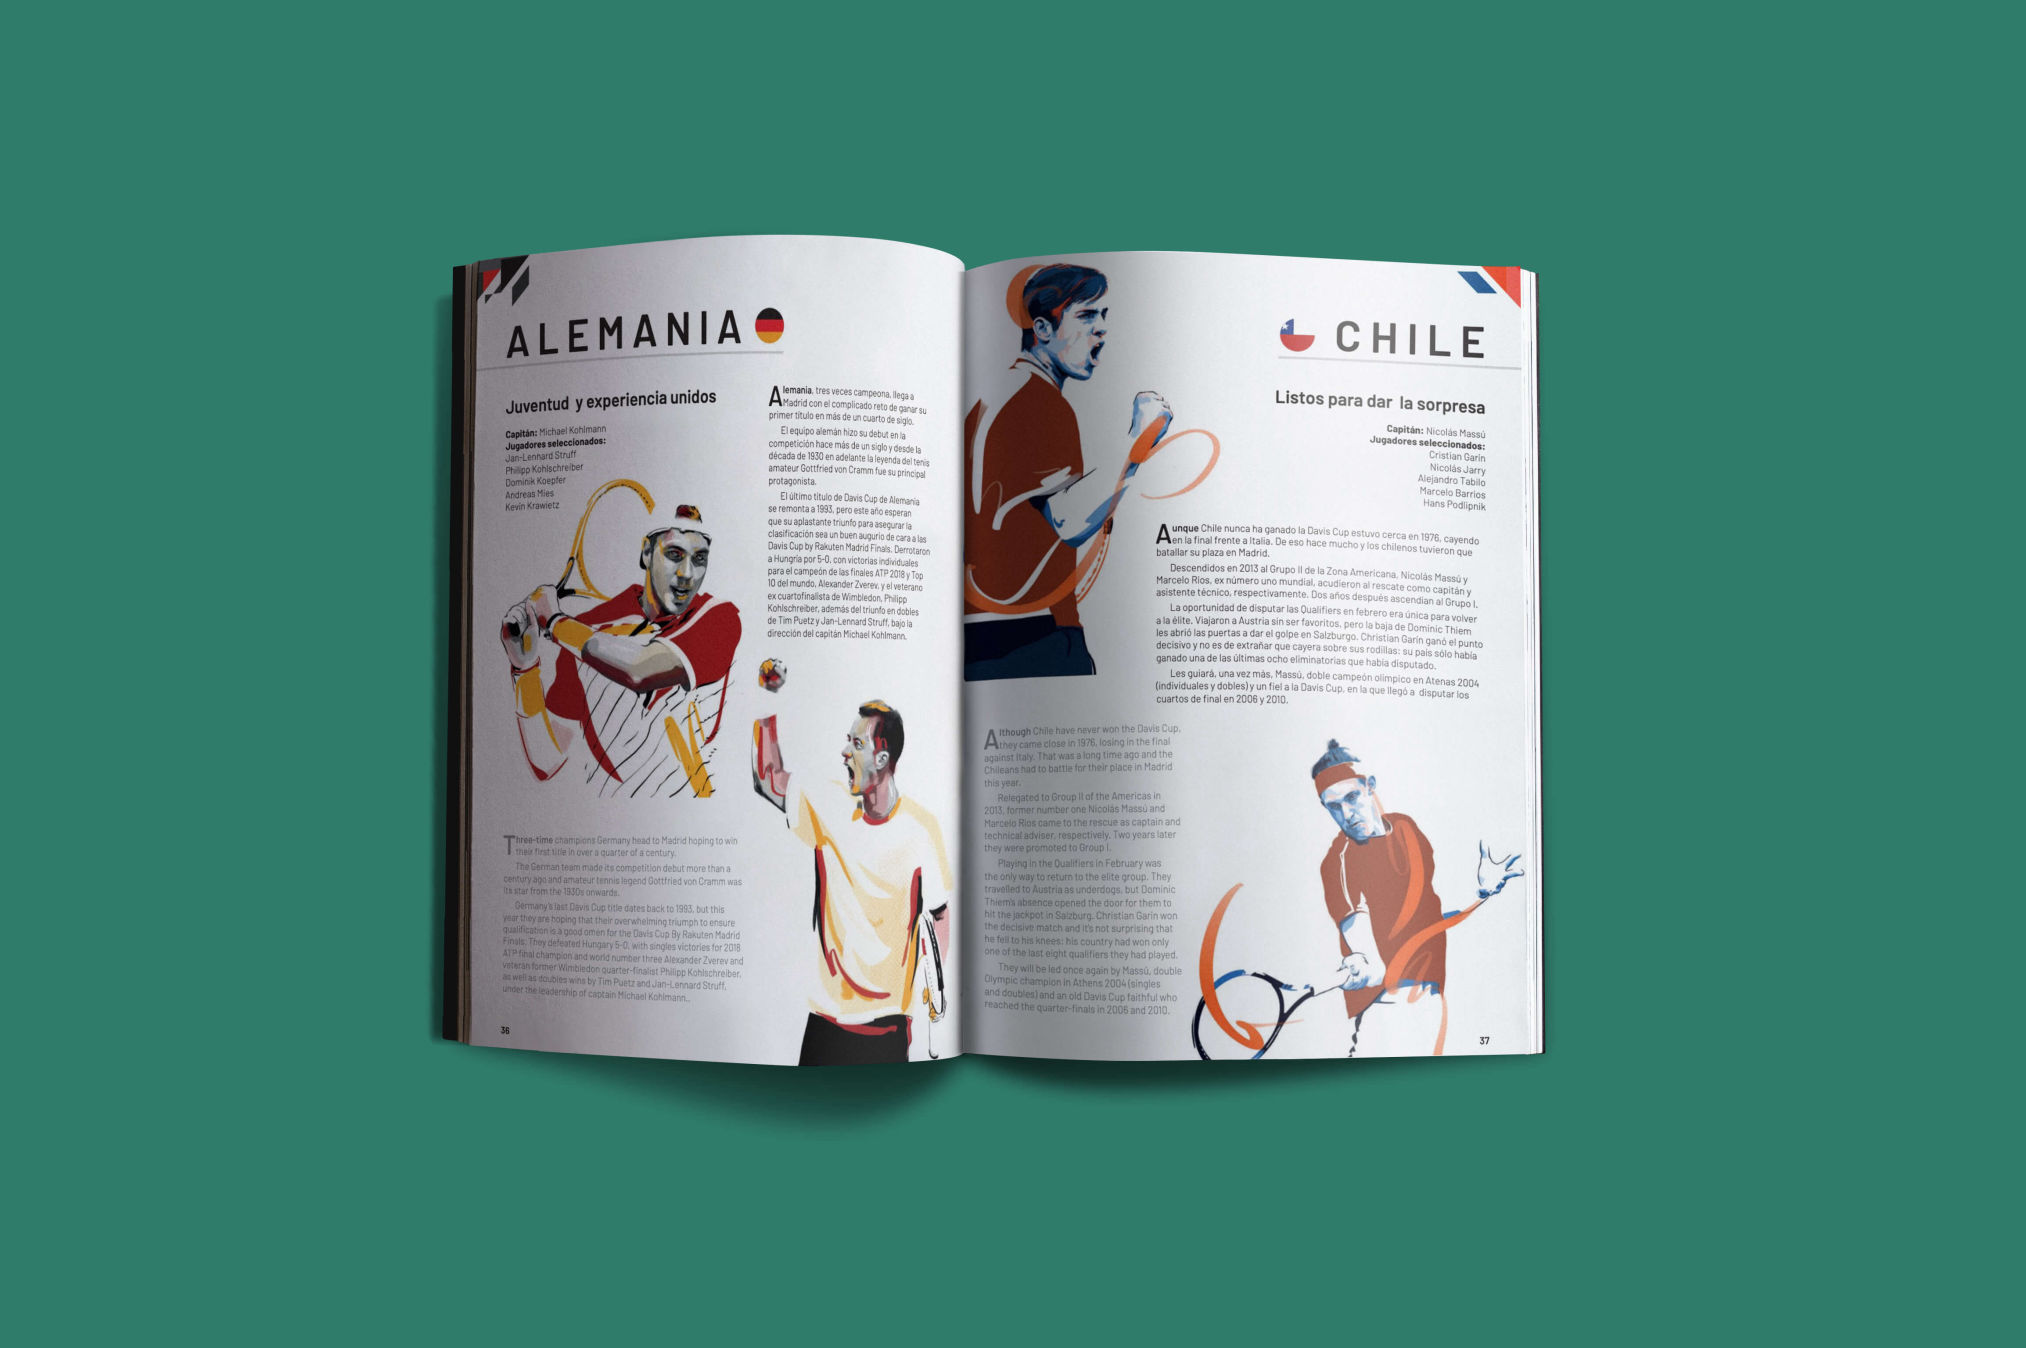 ALEMANIA
Juventud y experiencia unidos
Capitán: Michael Kohlmann
Jugadores seleccionados:
Jan-Lennard Struff
Philipp Kohlschreiber
Dominik Koepfer
Andreas Mies
Kevin Krawietz
Alemania, tres veces campeona, llega a
Madrid con el complicado reto de ganar su
primer título en más de un cuarto de siglo.
El equipo alemán hizo su debut en la
competición hace más de un siglo y desde la
década de 1930 en adelante la leyenda del tenis
amateur Gottfried von Cramm fue su principal
protagonista.
El último título de Davis Cup de Alemania
se remonta a 1993, pero este año esperan
que su aplastante triunfo para asegurar la
clasificación sea un buen augurio de cara a las
Davis Cup by Rakuten Madrid Finals. Derrotaron
a Hungría por 5-0, con victorias individuales
para el campeón de las finales ATP 2018 y Top
10 del mundo, Alexander Zverev, y el veterano
ex cuartofinalista de Wimbledon, Philipp
Kohlschreiber, además del triunfo en dobles
de Tim Puetz y Jan-Lennard Struff, bajo la
dirección del capitán Michael Kohlmann.
Three-time champions Germany head to Madrid hoping to win
their first title in over a quarter of a century.
The German team made its competition debut more than a
century ago and amateur tennis legend Gottfried von Cramm was
its star from the 1930s onwards.
Germany's last Davis Cup title dates back to 1993, but this
year they are hoping that their overwhelming triumph to ensure
qualification is a good omen for the Davis Cup By Rakuten Madrid
Finals. They defeated Hungary 5-0, with singles victories for 2018
ATP final champion and world number three Alexander Zverev and
veteran former Wimbledon quarter-finalist Philipp Kohlschreiber,
as well as doubles wins by Tim Puetz and Jan-Lennard Struff,
under the leadership of captain Michael Kohlmann..
36
CHILE
Listos para dar la sorpresa
Capitán: Nicolás Massú
Jugadores seleccionados:
Cristian Garin
Nicolás Jarry
Alejandro Tabilo
Marcelo Barrios
Hans Podlipnik
Aunque Chile nunca ha ganado la Davis Cup estuvo cerca en 1976, cayendo
en la final frente a Italia. De eso hace mucho y los chilenos tuvieron que
batallar su plaza en Madrid.
Descendidos en 2013 al Grupo II de la Zona Americana, Nicolás Massú y
Marcelo Rios, ex número uno mundial, acudieron al rescate como capitán y
asistente técnico, respectivamente. Dos años después ascendían al Grupo I.
La oportunidad de disputar las Qualifiers en febrero era única para volver
a la élite. Viajaron a Austria sin ser favoritos, pero la baja de Dominic Thiem
les abrió las puertas a dar el golpe en Salzburgo. Christian Garin ganó el punto
decisivo y no es de extrañar que cayera sobre sus rodillas: su país sólo había
ganado una de las últimas ocho eliminatorias que había disputado.
Les guiará, una vez más, Massú, doble campeón olímpico en Atenas 2004
(individuales y dobles) y un fiel a la Davis Cup, en la que llegó a disputar los
cuartos de final en 2006 y 2010.
Although Chile have never won the Davis Cup,
they came close in 1976, losing in the final
against Italy. That was a long time ago and the
Chileans had to battle for their place in Madrid
this year.
Relegated to Group II of the Americas in
2013, former number one Nicolás Massú and
Marcelo Rios came to the rescue as captain and
technical adviser, respectively. Two years later
they were promoted to Group I.
Playing in the Qualifiers in February was
the only way to return to the elite group. They
travelled to Austria as underdogs, but Dominic
Thiem's absence opened the door for them to
hit the jackpot in Salzburg. Christian Garin won
the decisive match and it's not surprising that
he fell to his knees: his country had won only
one of the last eight qualifiers they had played.
They will be led once again by Massú, double
Olympic champion in Athens 2004 (singles
and doubles) and an old Davis Cup faithful who
reached the quarter-finals in 2006 and 2010.
37